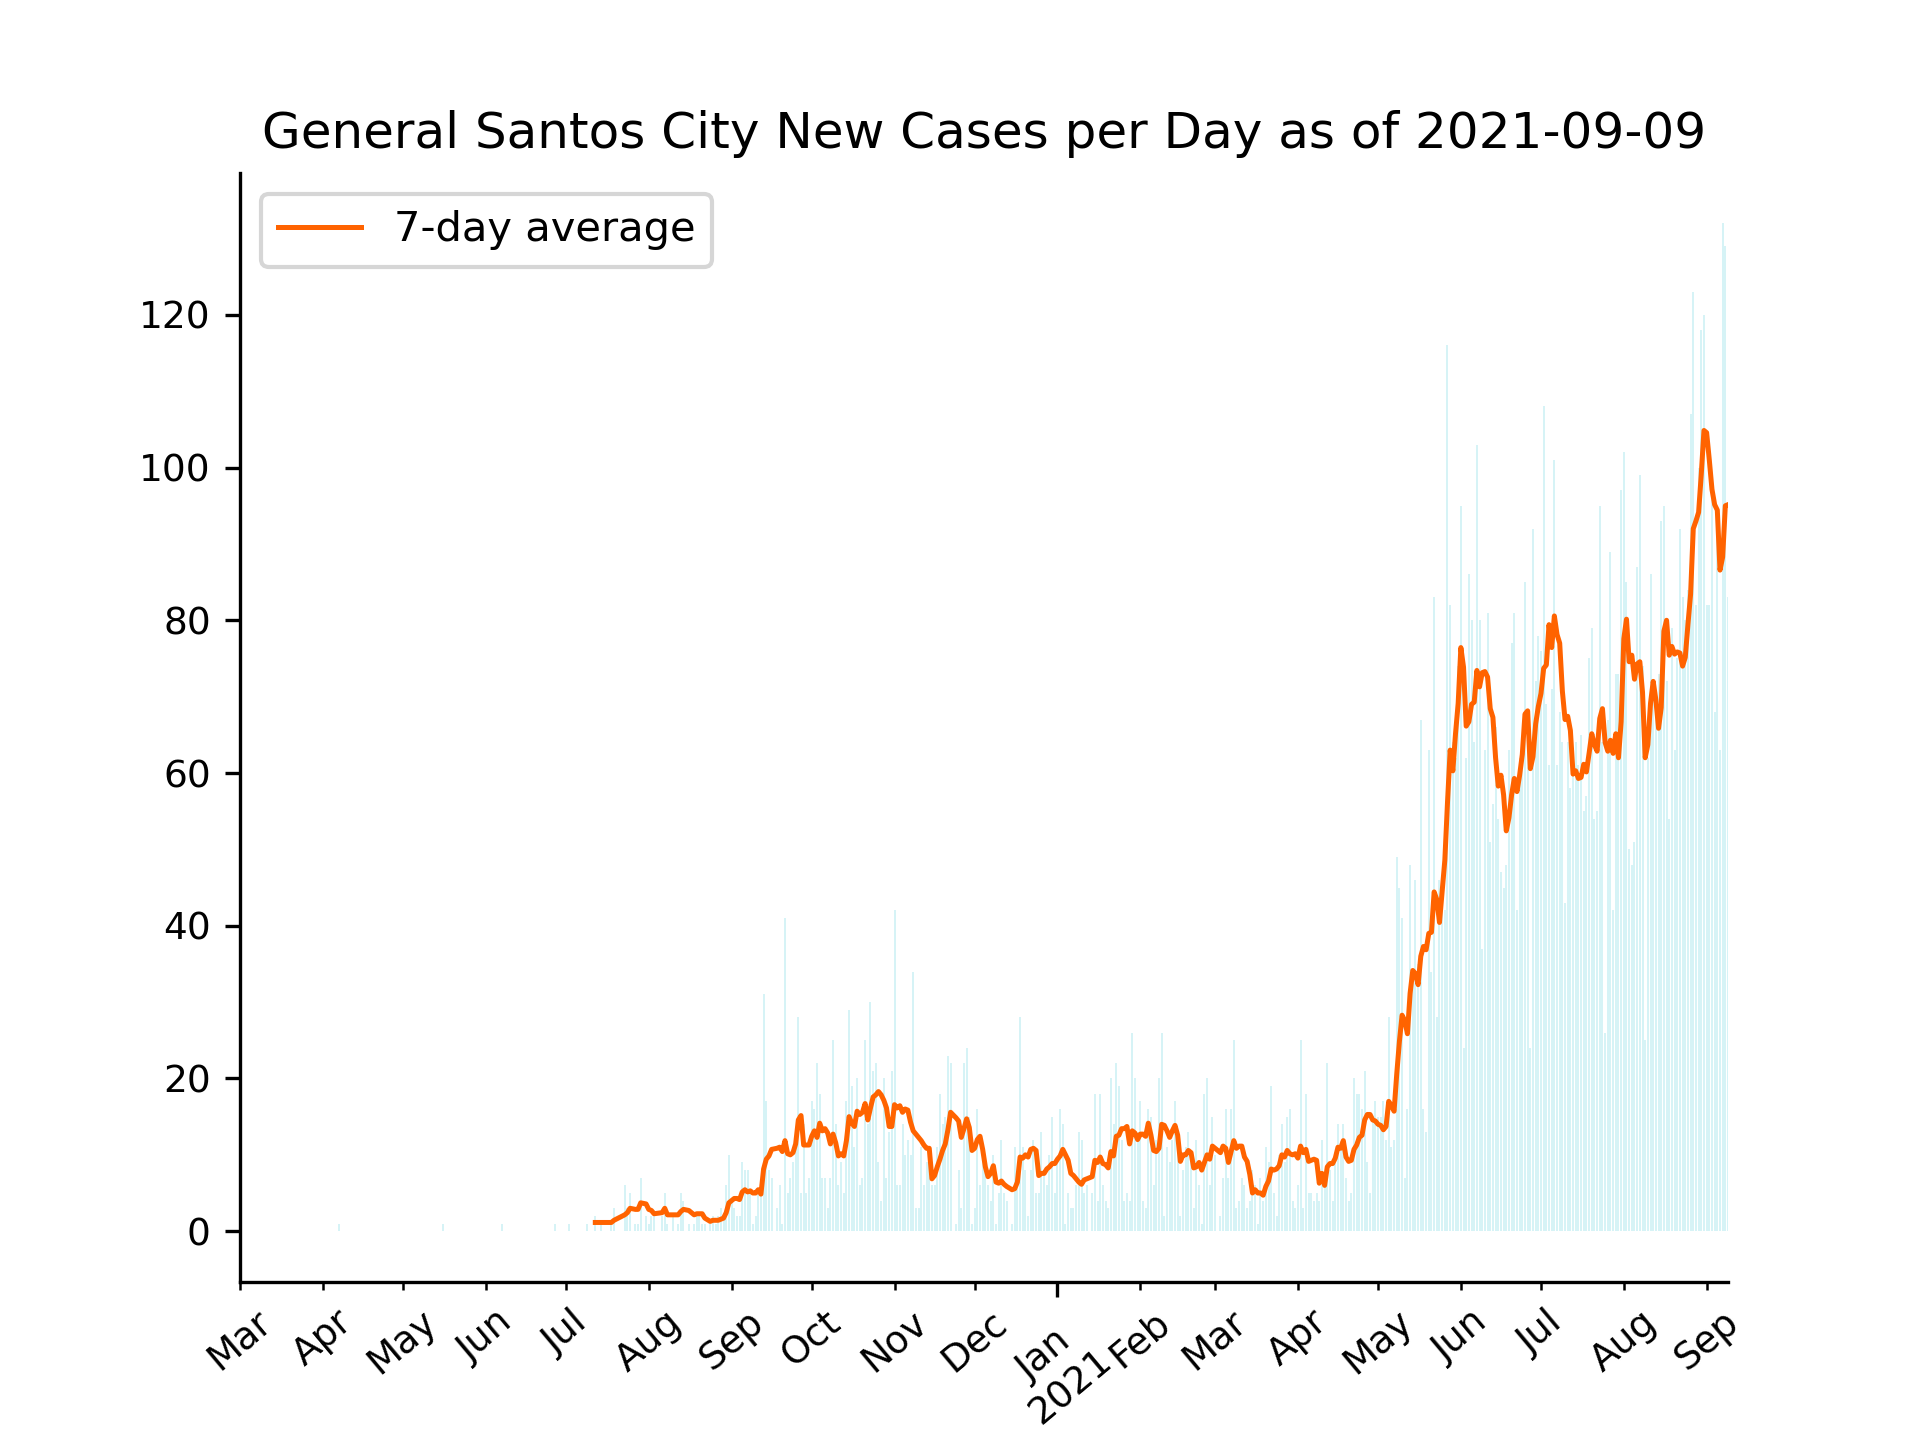 General Santos City New Cases per Day as of 2021-09-09
7-day average
120
100
80
60
40
20
0
Mar Apr May Jun Jul Aug Sep Oct Nov Dec Jan Feb Mar Apr May Jun Jul Aug Sep
2021